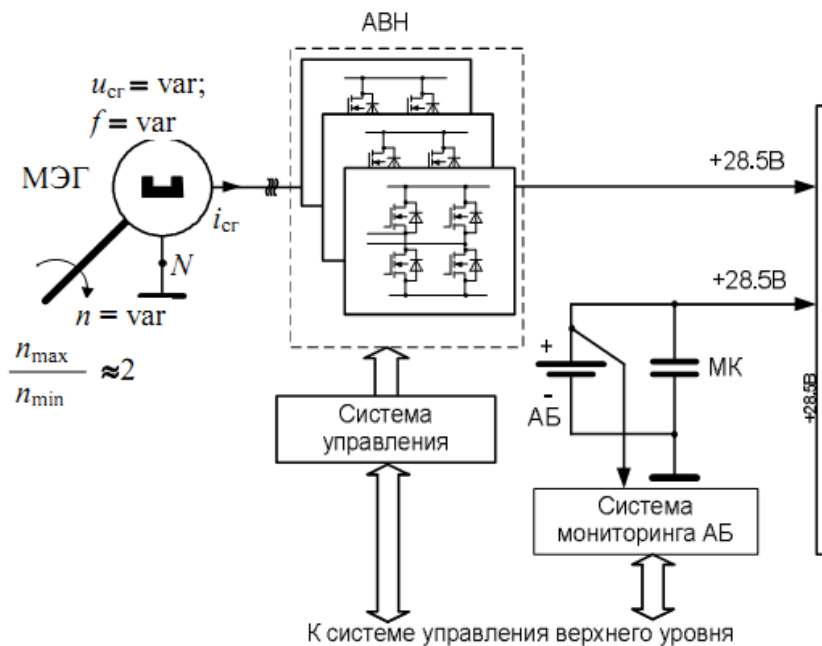 АВН
u_сг = var;
f = var
МЭГ
i_сг
N
n = var
n_max
n_min
≈2
+28.5В
+28.5В
+
-
АБ
МК
+28.5В
Система
управления
Система
мониторинга АБ
К системе управления верхнего уровня